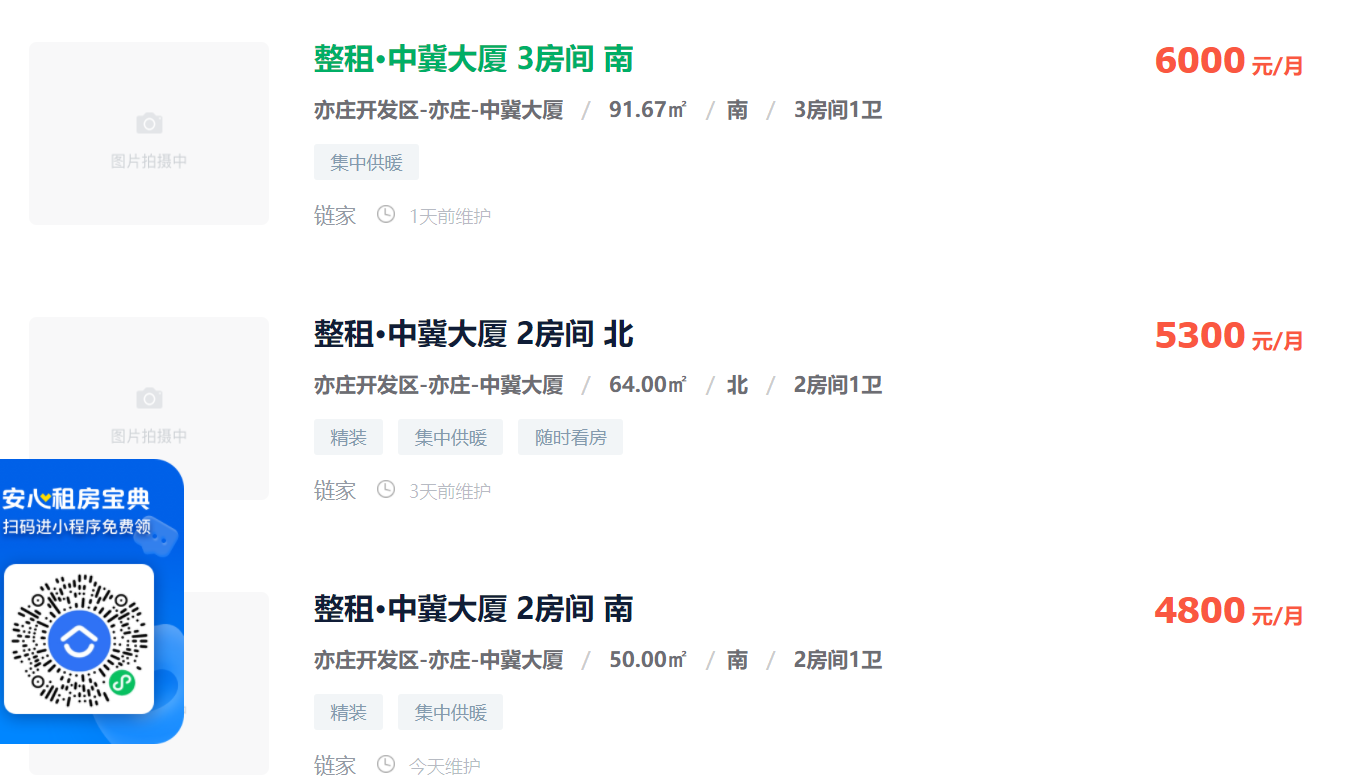 整租·中冀大厦 3房间 南
6000 元/月
亦庄开发区-亦庄-中冀大厦 / 91.67㎡ / 南 / 3房间1卫
图片拍摄中
集中供暖
链家 1天前维护
整租·中冀大厦 2房间 北
5300 元/月
亦庄开发区-亦庄-中冀大厦 / 64.00㎡ / 北 / 2房间1卫
图片拍摄中
精装 集中供暖 随时看房
链家 3天前维护
安心租房宝典
扫码进小程序免费领
整租·中冀大厦 2房间 南
4800 元/月
亦庄开发区-亦庄-中冀大厦 / 50.00㎡ / 南 / 2房间1卫
精装 集中供暖
链家 今天维护